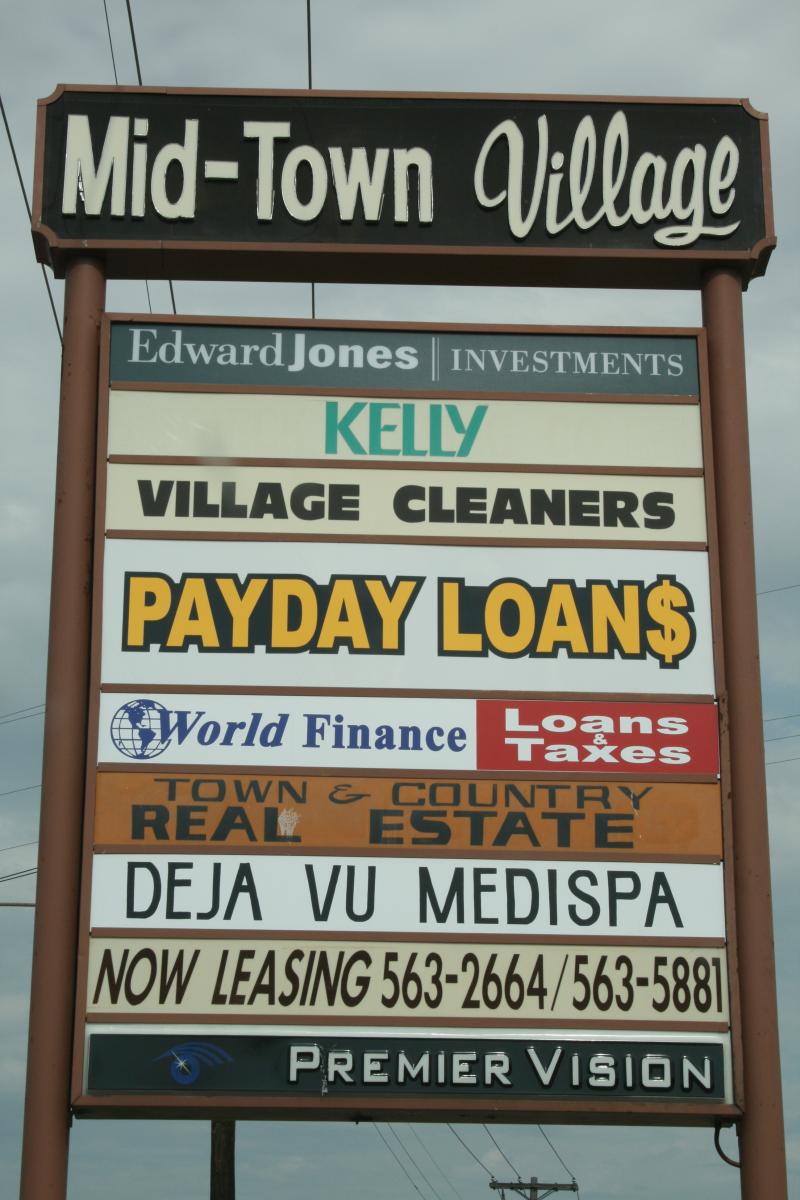 Mid-Town Village
Edward Jones | INVESTMENTS
KELLY
VILLAGE CLEANERS
PAYDAY LOAN$
World Finance Loans & Taxes
TOWN & COUNTRY
REAL ESTATE
DEJA VU MEDISPA
NOW LEASING 563-2664/563-5881
PREMIER VISION